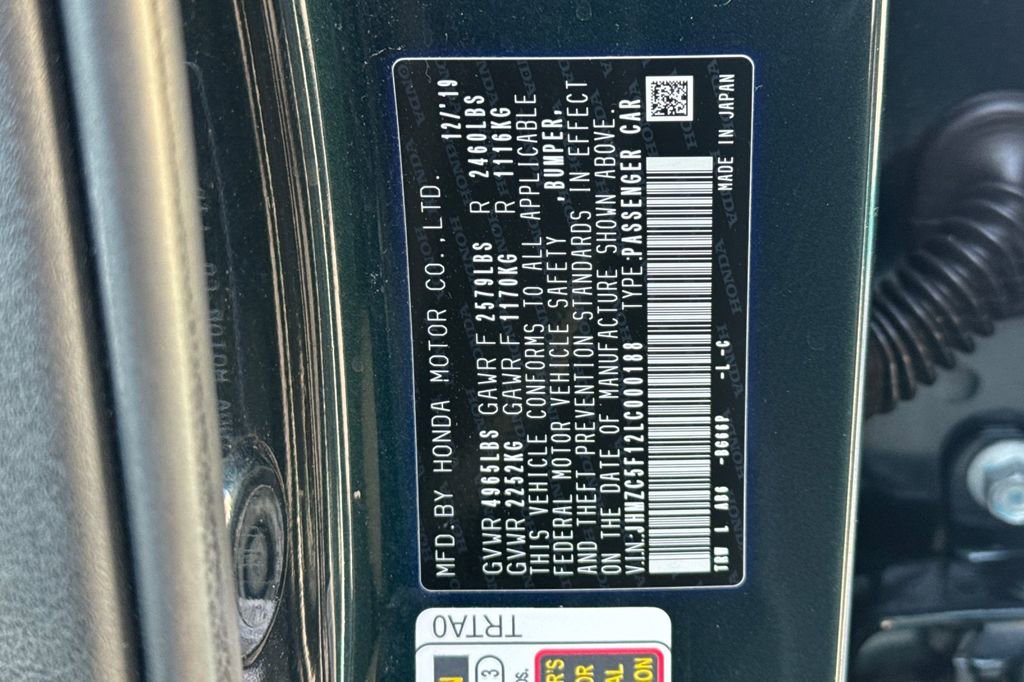 MFD.BY HONDA MOTOR CO.,LTD. 12/'19
GVWR 4965LBS GAWR F 2579LBS R 2460LBS
GVWR 2252KG GAWR F 1170KG R 1116KG
THIS VEHICLE CONFORMS TO ALL APPLICABLE
FEDERAL MOTOR VEHICLE SAFETY ,BUMPER,
AND THEFT PREVENTION STANDARDS IN EFFECT
ON THE DATE OF MANUFACTURE SHOWN ABOVE.
V.I.N:JHMZC5F12LC000188 TYPE:PASSENGER CAR
-L-C
MADE IN JAPAN
HONDA
TRTA0
3